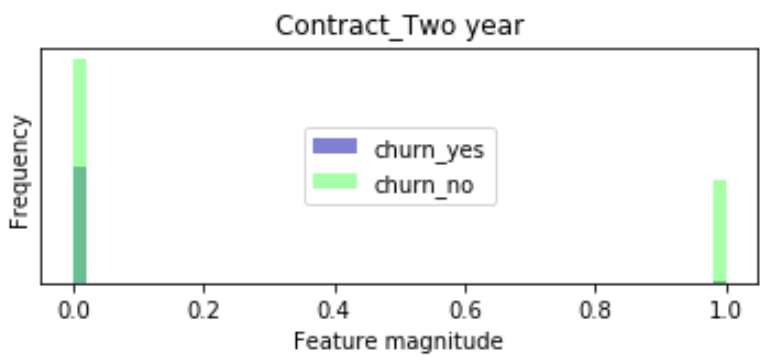 Contract_Two year
Frequency
churn_yes
churn_no
0.0 0.2 0.4 0.6 0.8 1.0
Feature magnitude